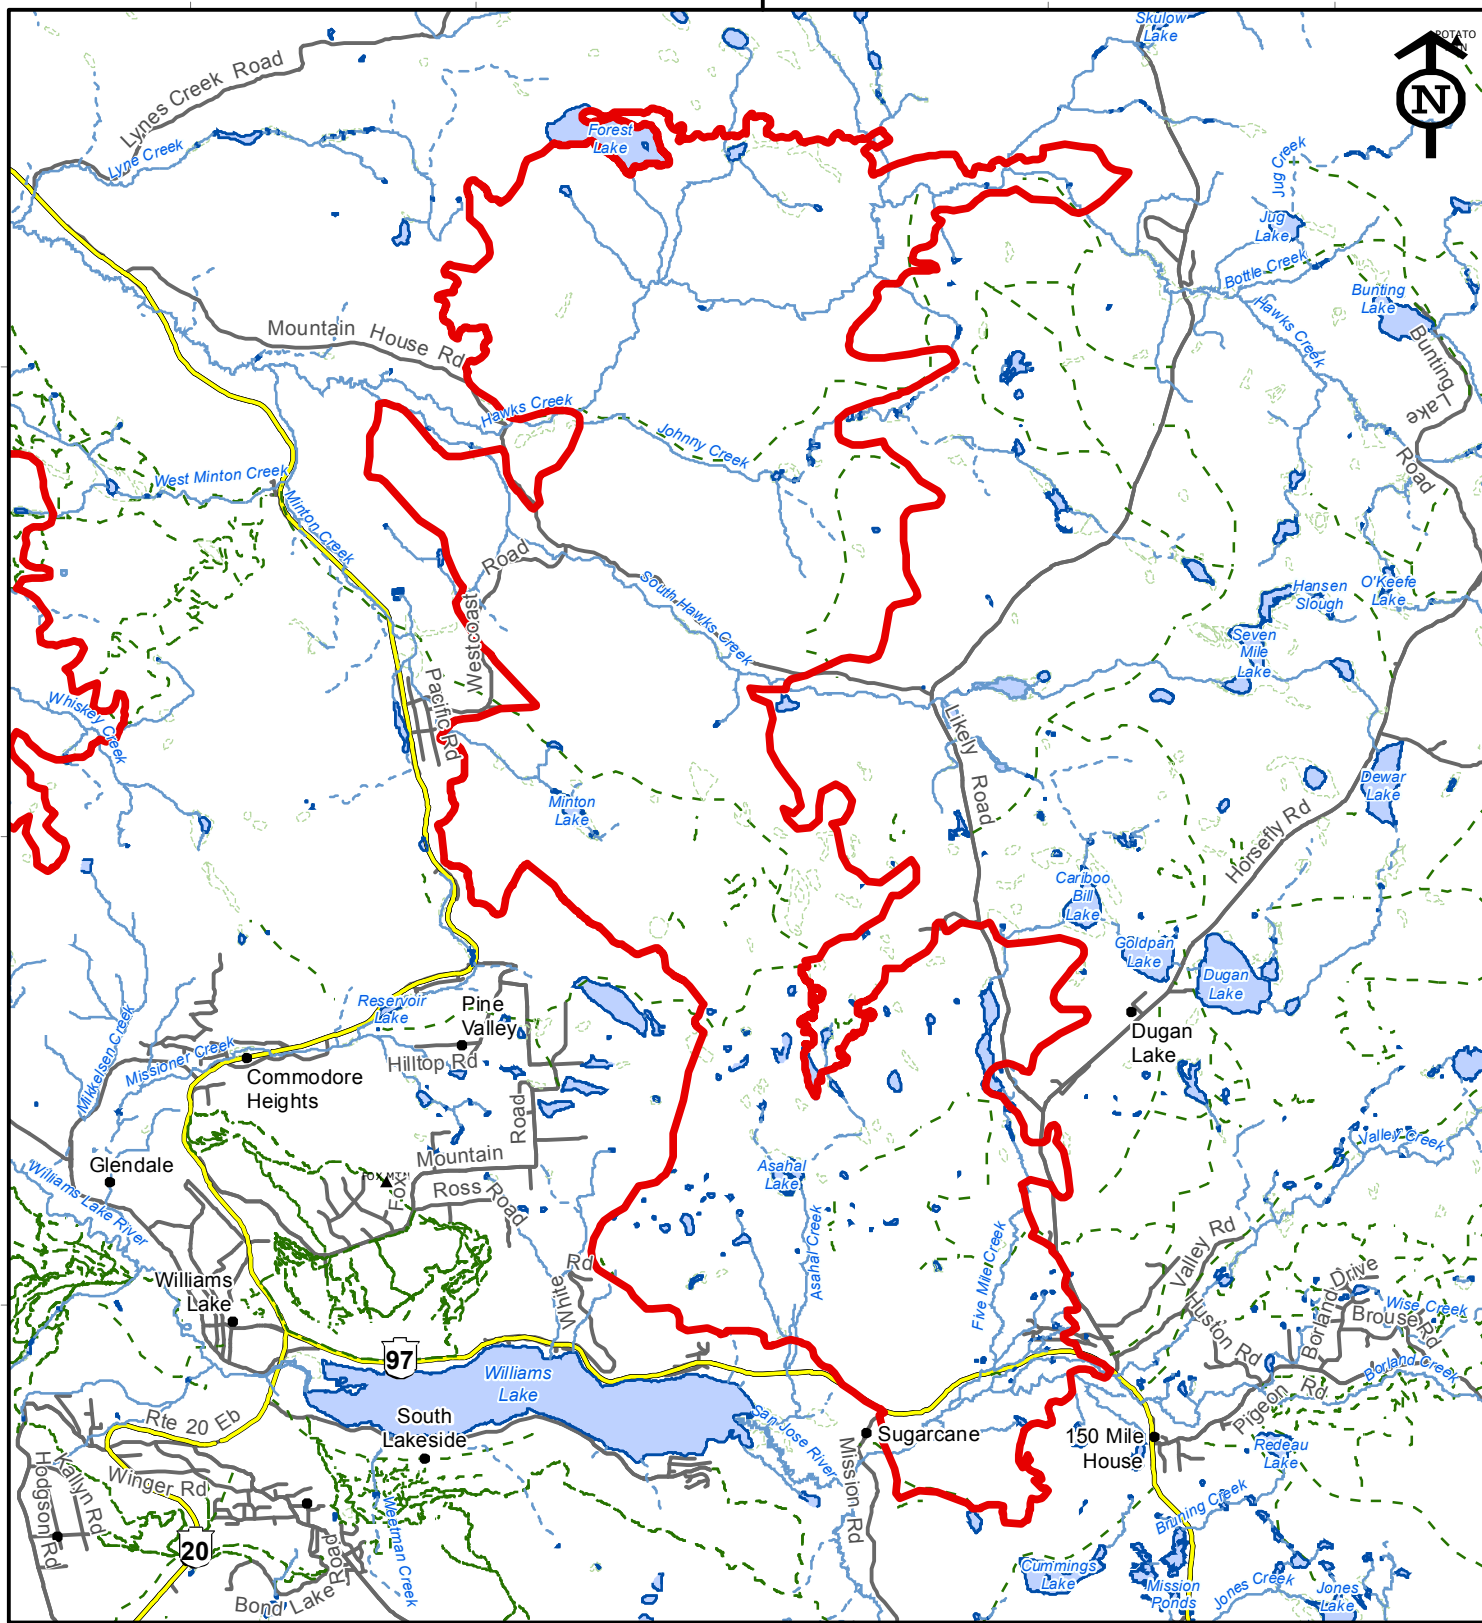 Skulow
Lake
POTATO
N
Lynes Creek Road
Lyne Creek
Forest
Lake
Jug Creek
Jug
Lake
Bottle Creek
Hawks Creek
Bunting
Lake
Bunting
Lake
Road
Mountain House Rd
Hawks Creek
Johnny Creek
West Minton Creek
Minton Creek
Westcoast
Road
South Hawks Creek
Hansen
Slough
O'Keefe
Lake
Seven
Mile
Lake
Whiskey Creek
Pacific Rd
Likely
Road
Minton
Lake
Dewar
Lake
Horsefly Rd
Cariboo
Bill
Lake
Goldpan
Lake
Dugan
Lake
Dugan
Lake
Reservoir
Lake
Pine
Valley
Hilltop Rd
Mikkelsen Creek
Missioner Creek
Commodore
Heights
Road
Mountain
Fox
FOX MTN
Ross Road
Glendale
Williams Lake River
Asahal
Lake
Asahal Creek
Five Mile Creek
Valley Creek
Valley Rd
Huston Rd
Borland Drive
Wise Creek
Brouse Rd
Borland Creek
Pigeon Rd
Williams
Lake
White Rd
97
Williams
Lake
South
Lakeside
San Jose River
Sugarcane
Mission Rd
150 Mile
House
Redeau
Lake
Bruning Creek
Rte 20 Eb
Winger Rd
Kallyn Rd
Hodgson Rd
20
Bond Lake Road
Weetman Creek
Cummings
Lake
Mission
Ponds
Jones Creek
Jones
Lake